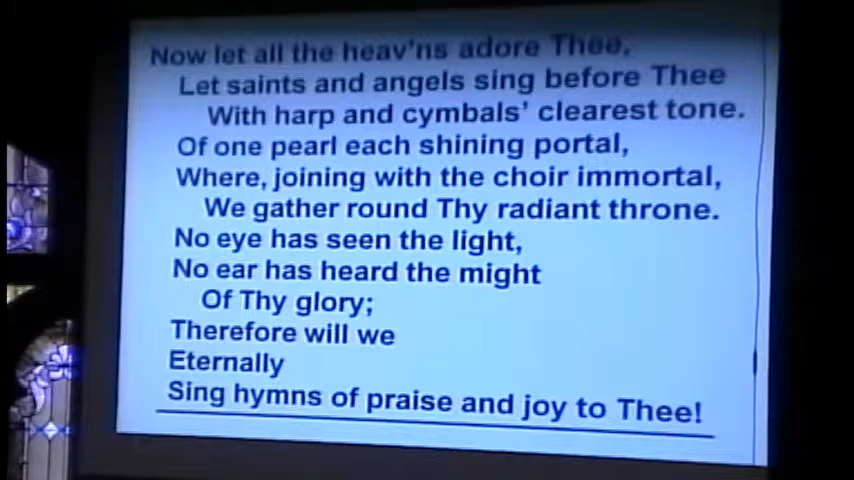 Now let all the heav'ns adore Thee,
Let saints and angels sing before Thee
With harp and cymbals' clearest tone.
Of one pearl each shining portal,
Where, joining with the choir immortal,
We gather round Thy radiant throne.
No eye has seen the light,
No ear has heard the might
Of Thy glory;
Therefore will we
Eternally
Sing hymns of praise and joy to Thee!